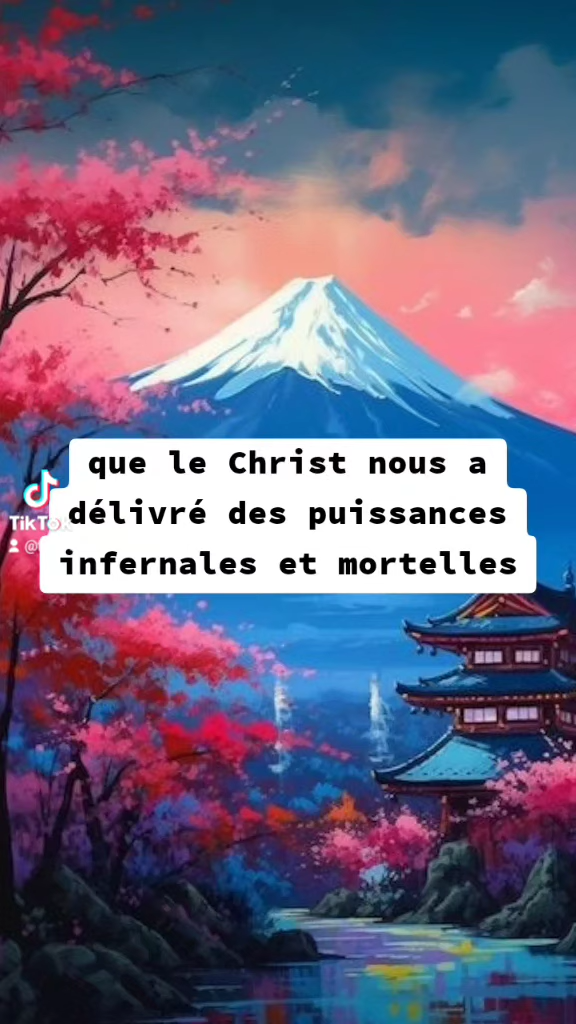 que le Christ nous a
délivré des puissances
infernales et mortelles
TikTok
@